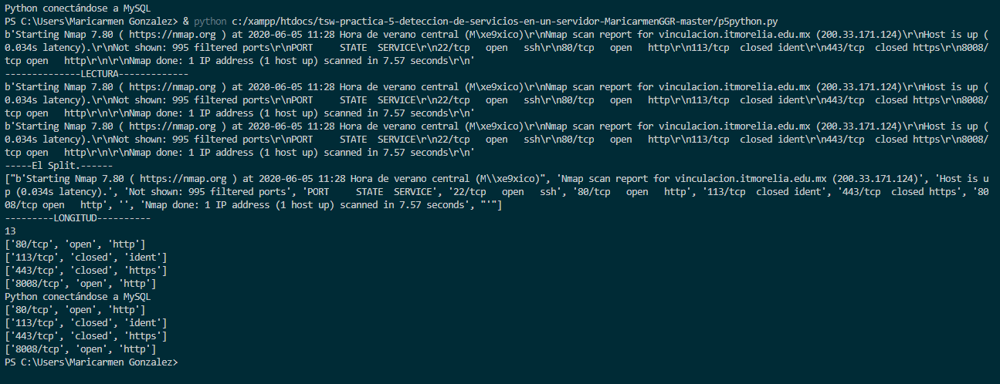 Python conectándose a MySQL
PS C:\Users\Maricarmen Gonzalez> & python c:/xampp/htdocs/tsw-practica-5-deteccion-de-servicios-en-un-servidor-MaricarmenGGR-master/p5python.py
b'Starting Nmap 7.80 ( https://nmap.org ) at 2020-06-05 11:28 Hora de verano central (M\xe9xico)\r\nNmap scan report for vinculacion.itmorelia.edu.mx (200.33.171.124)\r\nHost is up (
0.034s latency).\r\nNot shown: 995 filtered ports\r\nPORT     STATE  SERVICE\r\n22/tcp   open   ssh\r\n80/tcp   open   http\r\n113/tcp  closed ident\r\n443/tcp  closed https\r\n8008/
tcp open   http\r\n\r\nNmap done: 1 IP address (1 host up) scanned in 7.57 seconds\r\n'
--------------LECTURA-------------
b'Starting Nmap 7.80 ( https://nmap.org ) at 2020-06-05 11:28 Hora de verano central (M\xe9xico)\r\nNmap scan report for vinculacion.itmorelia.edu.mx (200.33.171.124)\r\nHost is up (
0.034s latency).\r\nNot shown: 995 filtered ports\r\nPORT     STATE  SERVICE\r\n22/tcp   open   ssh\r\n80/tcp   open   http\r\n113/tcp  closed ident\r\n443/tcp  closed https\r\n8008/
tcp open   http\r\n\r\nNmap done: 1 IP address (1 host up) scanned in 7.57 seconds\r\n'
b'Starting Nmap 7.80 ( https://nmap.org ) at 2020-06-05 11:28 Hora de verano central (M\xe9xico)\r\nNmap scan report for vinculacion.itmorelia.edu.mx (200.33.171.124)\r\nHost is up (
0.034s latency).\r\nNot shown: 995 filtered ports\r\nPORT     STATE  SERVICE\r\n22/tcp   open   ssh\r\n80/tcp   open   http\r\n113/tcp  closed ident\r\n443/tcp  closed https\r\n8008/
tcp open   http\r\n\r\nNmap done: 1 IP address (1 host up) scanned in 7.57 seconds\r\n'
-----El Split.------
["b'Starting Nmap 7.80 ( https://nmap.org ) at 2020-06-05 11:28 Hora de verano central (M\\xe9xico)", 'Nmap scan report for vinculacion.itmorelia.edu.mx (200.33.171.124)', 'Host is u
p (0.034s latency).', 'Not shown: 995 filtered ports', 'PORT     STATE  SERVICE', '22/tcp   open   ssh', '80/tcp   open   http', '113/tcp  closed ident', '443/tcp  closed https', '80
08/tcp open   http', '', 'Nmap done: 1 IP address (1 host up) scanned in 7.57 seconds', "'"]
---------LONGITUD----------
13
['80/tcp', 'open', 'http']
['113/tcp', 'closed', 'ident']
['443/tcp', 'closed', 'https']
['8008/tcp', 'open', 'http']
Python conectándose a MySQL
['80/tcp', 'open', 'http']
['113/tcp', 'closed', 'ident']
['443/tcp', 'closed', 'https']
['8008/tcp', 'open', 'http']
PS C:\Users\Maricarmen Gonzalez>